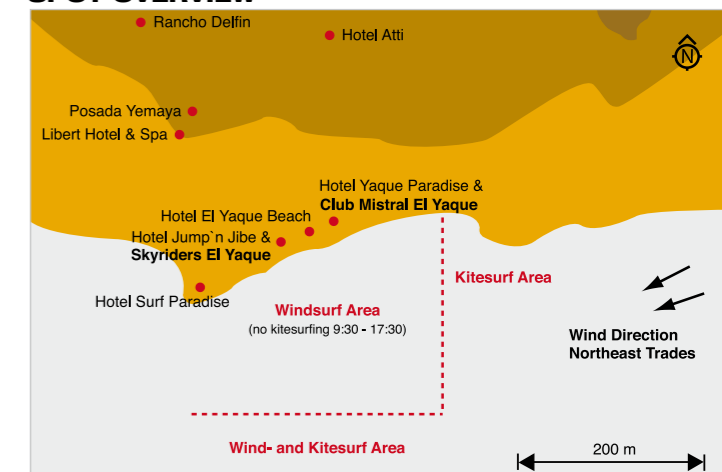 SPOT OVERVIEW
Rancho Delfin
Hotel Atti
N
Posada Yemaya
Libert Hotel & Spa
Hotel Yaque Paradise &
Club Mistral El Yaque
Hotel El Yaque Beach
Hotel Jump`n Jibe &
Skyriders El Yaque
Hotel Surf Paradise
Kitesurf Area
Windsurf Area
(no kitesurfing 9:30 - 17:30)
Wind Direction
Northeast Trades
Wind- and Kitesurf Area
200 m